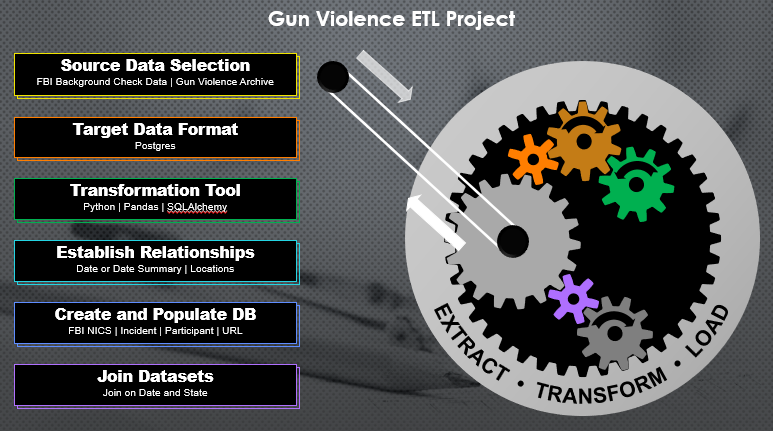 Gun Violence ETL Project
Source Data Selection
FBI Background Check Data | Gun Violence Archive
Target Data Format
Postgres
Transformation Tool
Python | Pandas | SQLAlchemy
Establish Relationships
Date or Date Summary | Locations
Create and Populate DB
FBI NICS | Incident | Participant | URL
Join Datasets
Join on Date and State
EXTRACT • TRANSFORM • LOAD